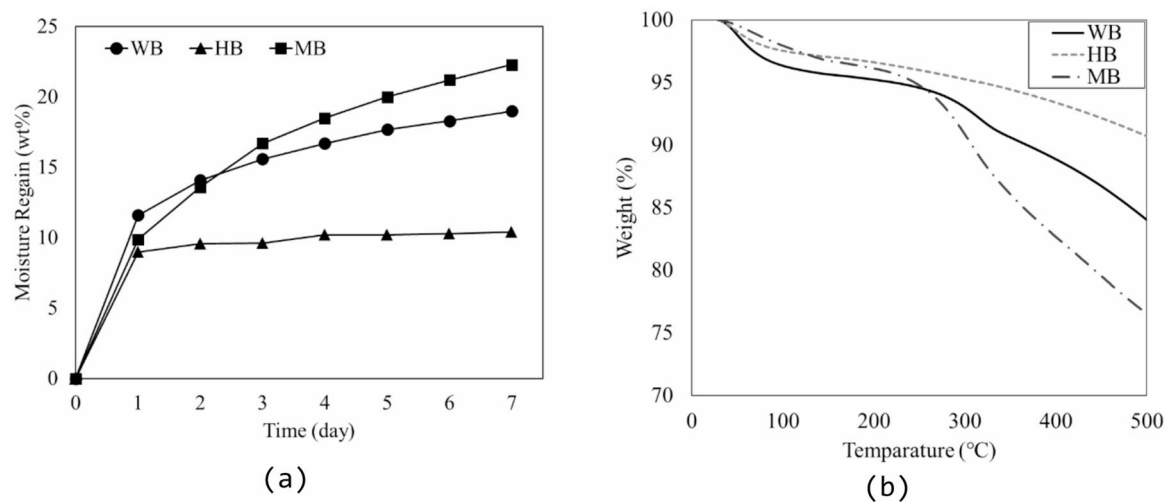 25
20
15
10
5
0
Moisture Regain (wt%)
WB HB MB
0 1 2 3 4 5 6 7
Time (day)
(a)
100
95
90
85
80
75
70
Weight (%)
WB
HB
MB
0 100 200 300 400 500
Temparature (°C)
(b)